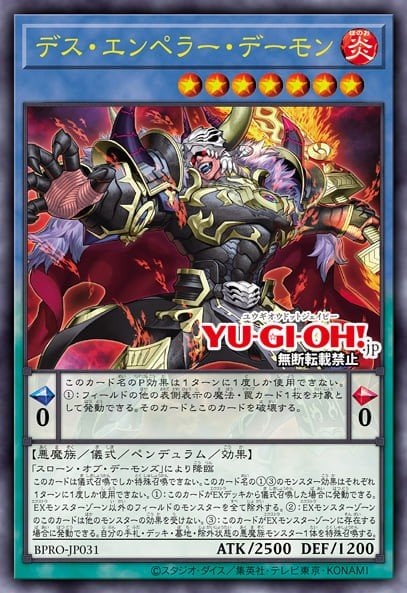 デス・エンペラー・デーモン
ほのお
炎
ユウギオウドットジェイピー
YU-GI-OH!.jp
無断転載禁止
このカード名のP効果は1ターンに1度しか使用できない。
①:フィールドの他の表側表示の魔法・罠カード1枚を対象
として発動できる。そのカードとこのカードを破壊する。
0
0
【悪魔族/儀式/ペンデュラム/効果】
「スローン・オブ・デーモンズ」により降臨
このカードは儀式召喚でしか特殊召喚できない。このカード名の①③のモンスター効果はそれぞれ
1ターンに1度しか使用できない。①:このカードがEXデッキから儀式召喚した場合に発動できる。
EXモンスターゾーン以外のフィールドのモンスターを全て除外する。②:EXモンスターゾーン
のこのカードは他のモンスターの効果を受けない。③:このカードがEXモンスターゾーンに存在する
場合に発動できる。自分の手札・デッキ・墓地・除外状態の悪魔族モンスター1体を特殊召喚する
BPRO-JP031
ATK/2500 DEF/1200
©スタジオ・ダイス/集英社・テレビ東京・KONAMI